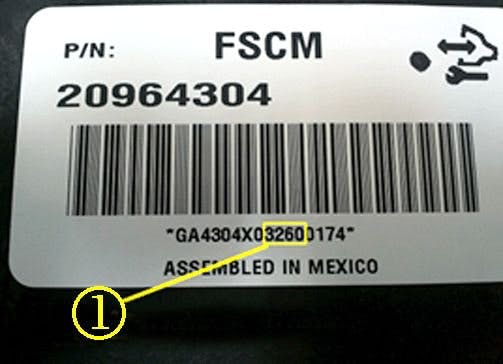 P/N: FSCM
20964304
"GA4304X032600174"
ASSEMBLED IN MEXICO
1